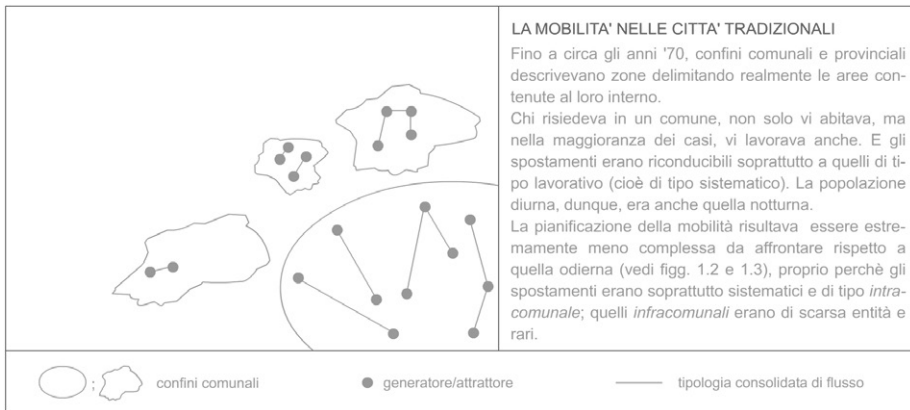 LA MOBILITA' NELLE CITTA' TRADIZIONALI
Fino a circa gli anni '70, confini comunali e provinciali
descrivevano zone delimitando realmente le aree con-
tenute al loro interno.
Chi risiedeva in un comune, non solo vi abitava, ma
nella maggioranza dei casi, vi lavorava anche. E gli
spostamenti erano riconducibili soprattutto a quelli di ti-
po lavorativo (cioè di tipo sistematico). La popolazione
diurna, dunque, era anche quella notturna.
La pianificazione della mobilità risultava essere estre-
mamente meno complessa da affrontare rispetto a
quella odierna (vedi figg. 1.2 e 1.3), proprio perchè gli
spostamenti erano soprattutto sistematici e di tipo intra-
comunale; quelli infracomunali erano di scarsa entità e
rari.
; confini comunali
generatore/attrattore
tipologia consolidata di flusso